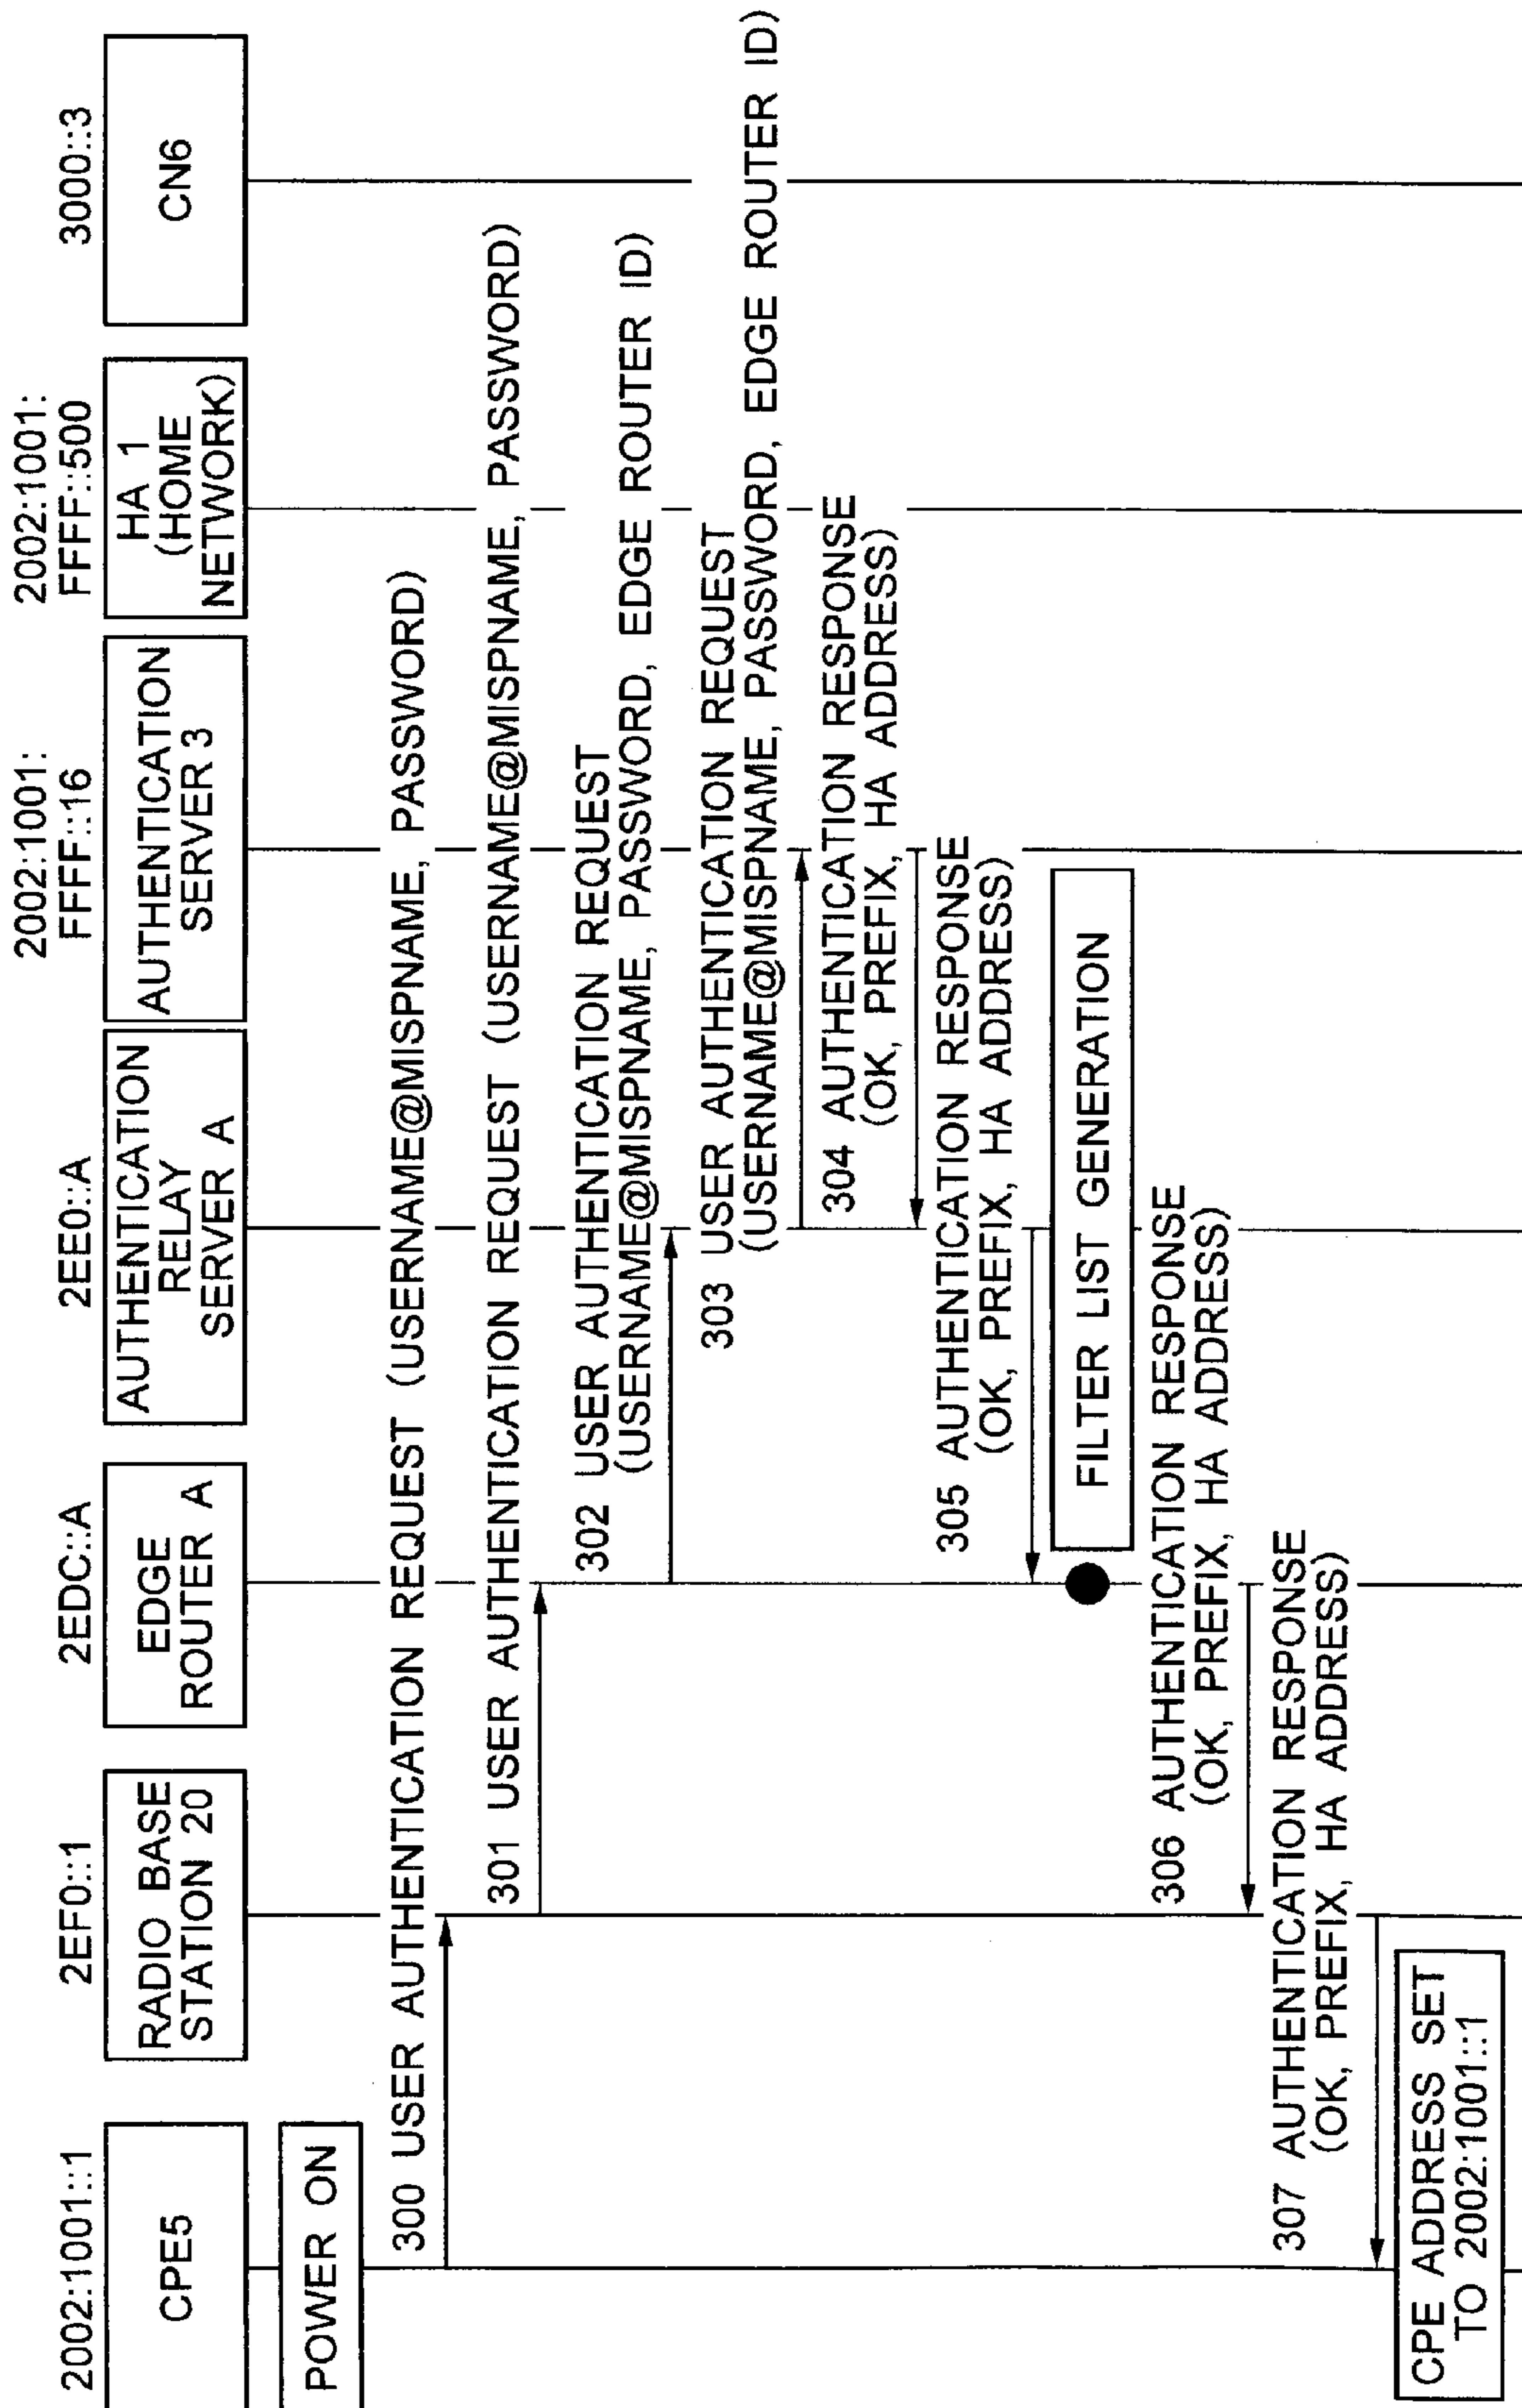 2002:1001::1
CPE5
2EF0::1
RADIO BASE
STATION 20
2EDC::A
EDGE
ROUTER A
2EE0::A
AUTHENTICATION
RELAY
SERVER A
2002:1001:
FFFF::16
AUTHENTICATION
SERVER 3
2002:1001:
FFFF::500
HA 1
(HOME
NETWORK)
3000::3
CN6
POWER ON
300 USER AUTHENTICATION REQUEST (USERNAME@MISPNAME, PASSWORD)
301 USER AUTHENTICATION REQUEST (USERNAME@MISPNAME, PASSWORD)
302 USER AUTHENTICATION REQUEST
(USERNAME@MISPNAME, PASSWORD, EDGE ROUTER ID)
303 USER AUTHENTICATION REQUEST
(USERNAME@MISPNAME, PASSWORD, EDGE ROUTER ID)
304 AUTHENTICATION RESPONSE
(OK, PREFIX, HA ADDRESS)
305 AUTHENTICATION RESPONSE
(OK, PREFIX, HA ADDRESS)
FILTER LIST GENERATION
306 AUTHENTICATION RESPONSE
(OK, PREFIX, HA ADDRESS)
307 AUTHENTICATION RESPONSE
(OK, PREFIX, HA ADDRESS)
CPE ADDRESS SET
TO 2002:1001::1